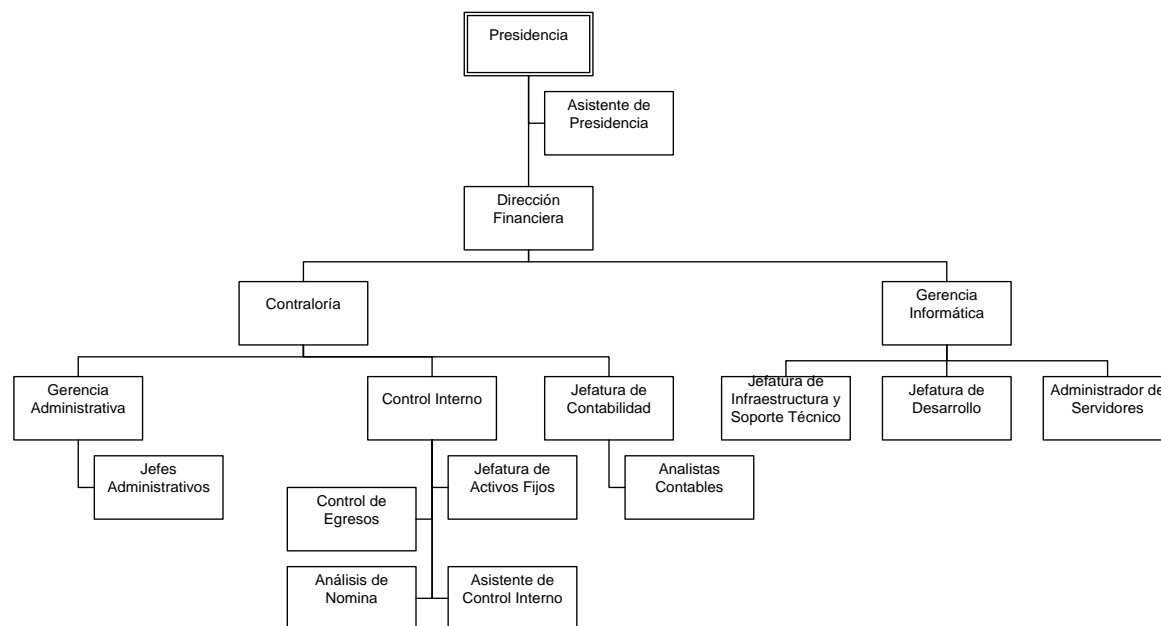 Presidencia
Asistente de
Presidencia
Dirección
Financiera
Contraloría
Gerencia
Informática
Gerencia
Administrativa
Control Interno
Jefatura de
Contabilidad
Jefatura de
Infraestructura y
Soporte Técnico
Jefatura de
Desarrollo
Administrador de
Servidores
Jefes
Administrativos
Control de
Egresos
Jefatura de
Activos Fijos
Analistas
Contables
Análisis de
Nomina
Asistente de
Control Interno